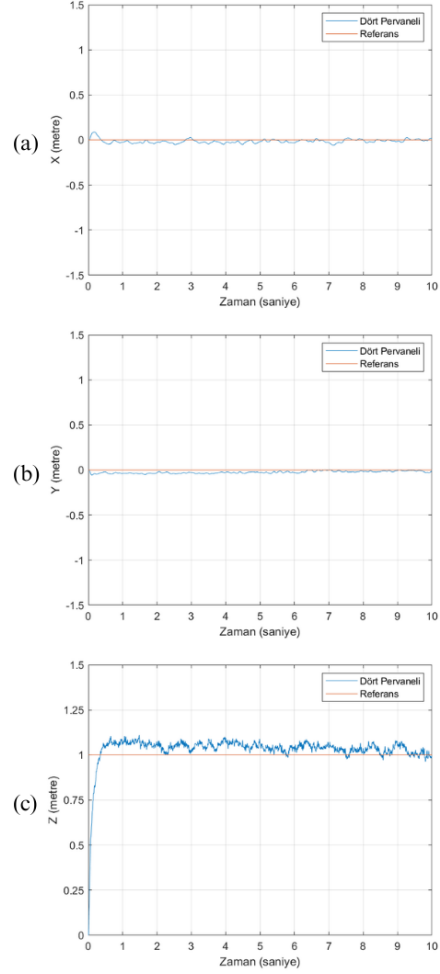 1.5
Dört Pervaneli
Referans
1
0.5
(a)
X (metre)
0
-0.5
-1
-1.5
0 1 2 3 4 5 6 7 8 9 10
Zaman (saniye)
1.5
Dört Pervaneli
Referans
1
0.5
(b)
Y (metre)
0
-0.5
-1
-1.5
0 1 2 3 4 5 6 7 8 9 10
Zaman (saniye)
1.5
Dört Pervaneli
Referans
1.25
1
(c)
Z (metre)
0.75
0.5
0.25
0
0 1 2 3 4 5 6 7 8 9 10
Zaman (saniye)